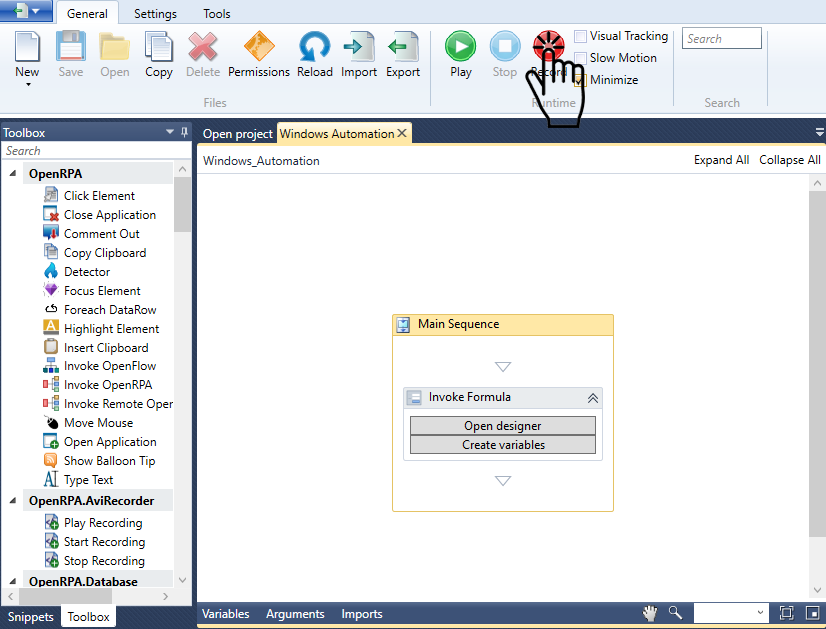 General Settings Tools
New Save Open Copy Delete Permissions Reload Import Export
Files
Play Stop Record
Visual Tracking
Slow Motion
Minimize
Runtime
Search
Search
Toolbox
Search
OpenRPA
Click Element
Close Application
Comment Out
Copy Clipboard
Detector
Focus Element
Foreach DataRow
Highlight Element
Insert Clipboard
Invoke OpenFlow
Invoke OpenRPA
Invoke Remote Oper
Move Mouse
Open Application
Show Balloon Tip
Type Text
OpenRPA.AviRecorder
Play Recording
Start Recording
Stop Recording
OpenRPA.Database
Snippets Toolbox
Open project Windows Automation
Windows_Automation Expand All Collapse All
Main Sequence
Invoke Formula
Open designer
Create variables
Variables Arguments Imports